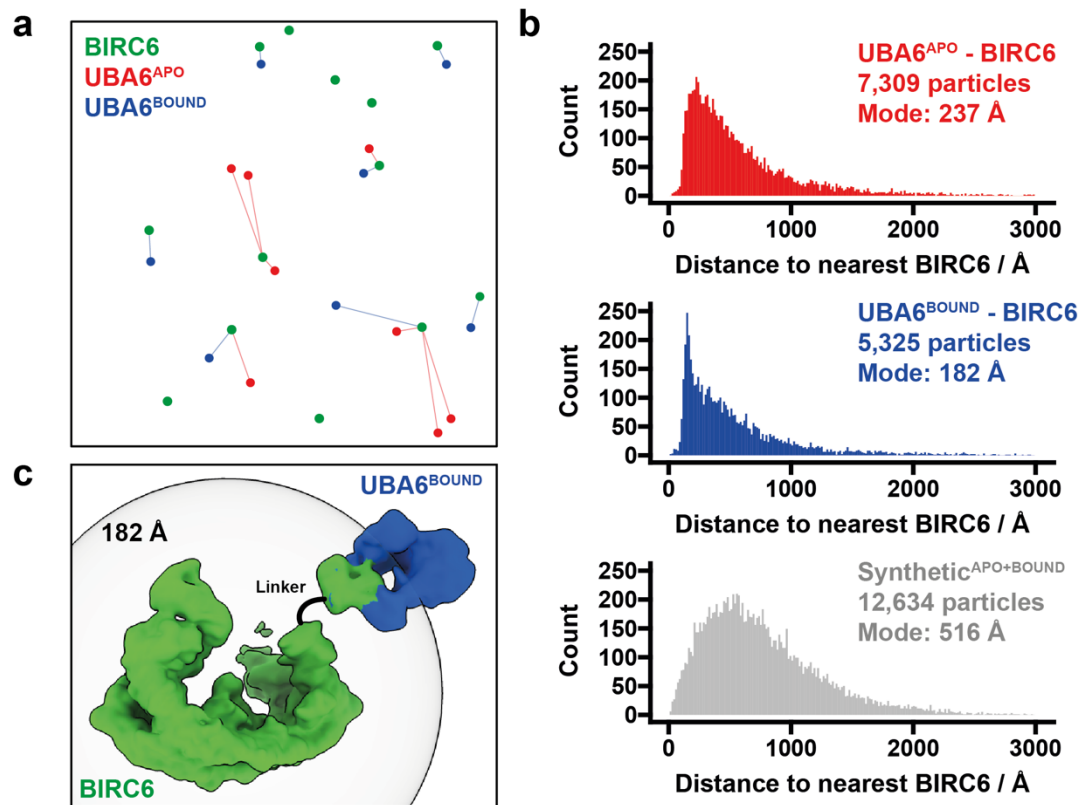 a
BIRC6
UBA6ᴬᴾᴼ
UBA6ᴮᴼᵁᴺᴰ
b
UBA6ᴬᴾᴼ - BIRC6
7,309 particles
Mode: 237 Å
Count
250
200
150
100
50
0
0 1000 2000 3000
Distance to nearest BIRC6 / Å
UBA6ᴮᴼᵁᴺᴰ - BIRC6
5,325 particles
Mode: 182 Å
Count
250
200
150
100
50
0
0 1000 2000 3000
Distance to nearest BIRC6 / Å
Syntheticᴬᴾᴼ⁺ᴮᴼᵁᴺᴰ
12,634 particles
Mode: 516 Å
Count
250
200
150
100
50
0
0 1000 2000 3000
Distance to nearest BIRC6 / Å
c
UBA6ᴮᴼᵁᴺᴰ
182 Å
Linker
BIRC6